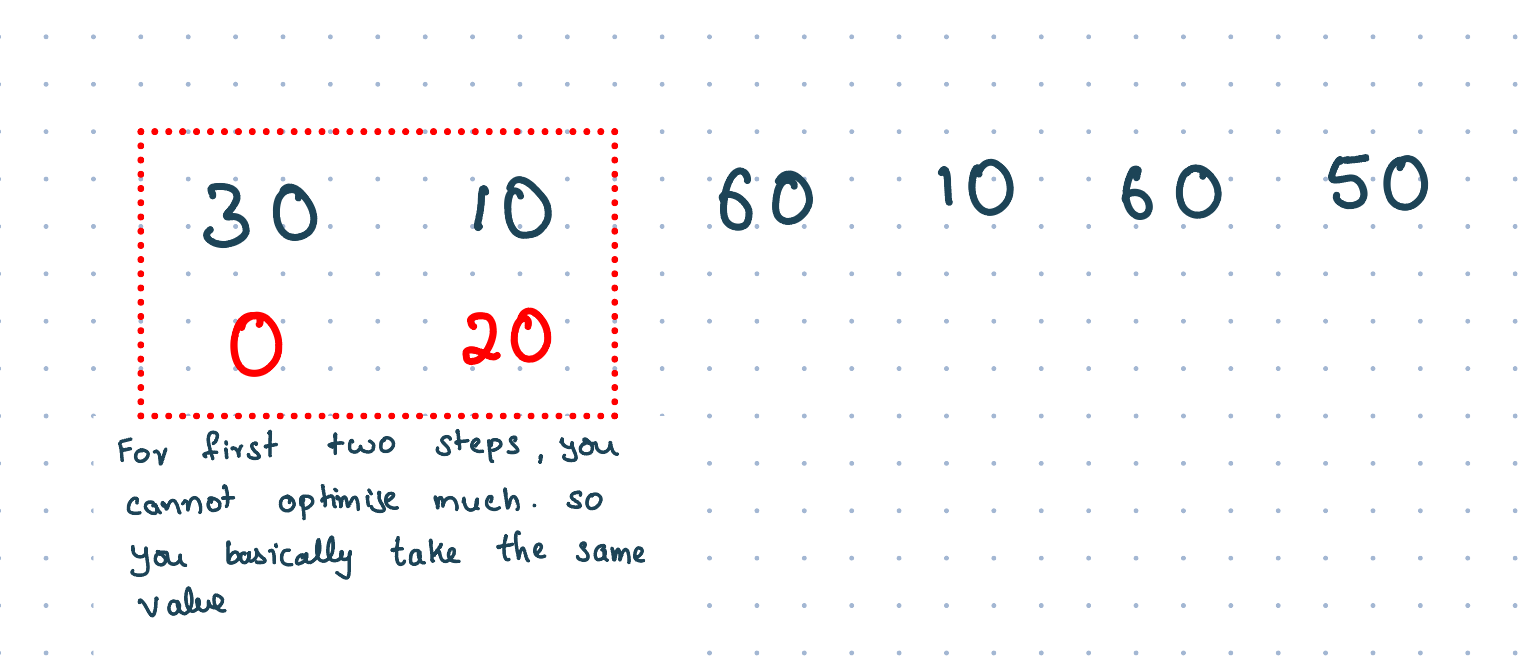 30 10 60 10 60 50
0 20
For first two steps, you
cannot optimise much. so
you basically take the same
value